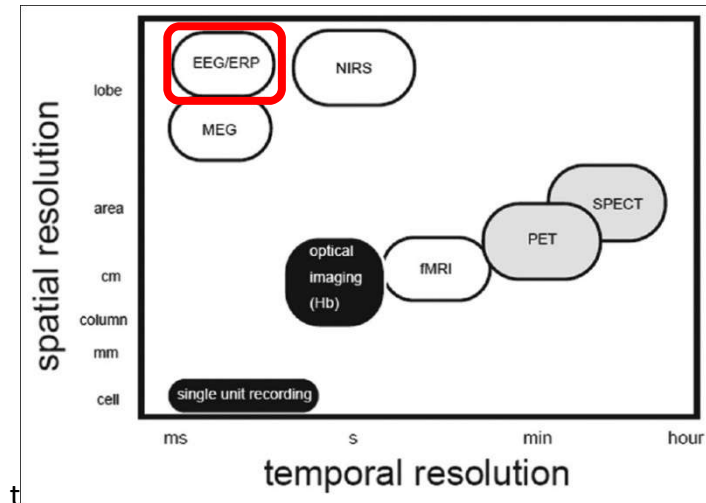 EEG/ERP
NIRS
lobe
MEG
spatial resolution
area
SPECT
PET
optical
imaging
(Hb)
fMRI
cm
column
mm
cell
single unit recording
ms
s
min
hour
temporal resolution